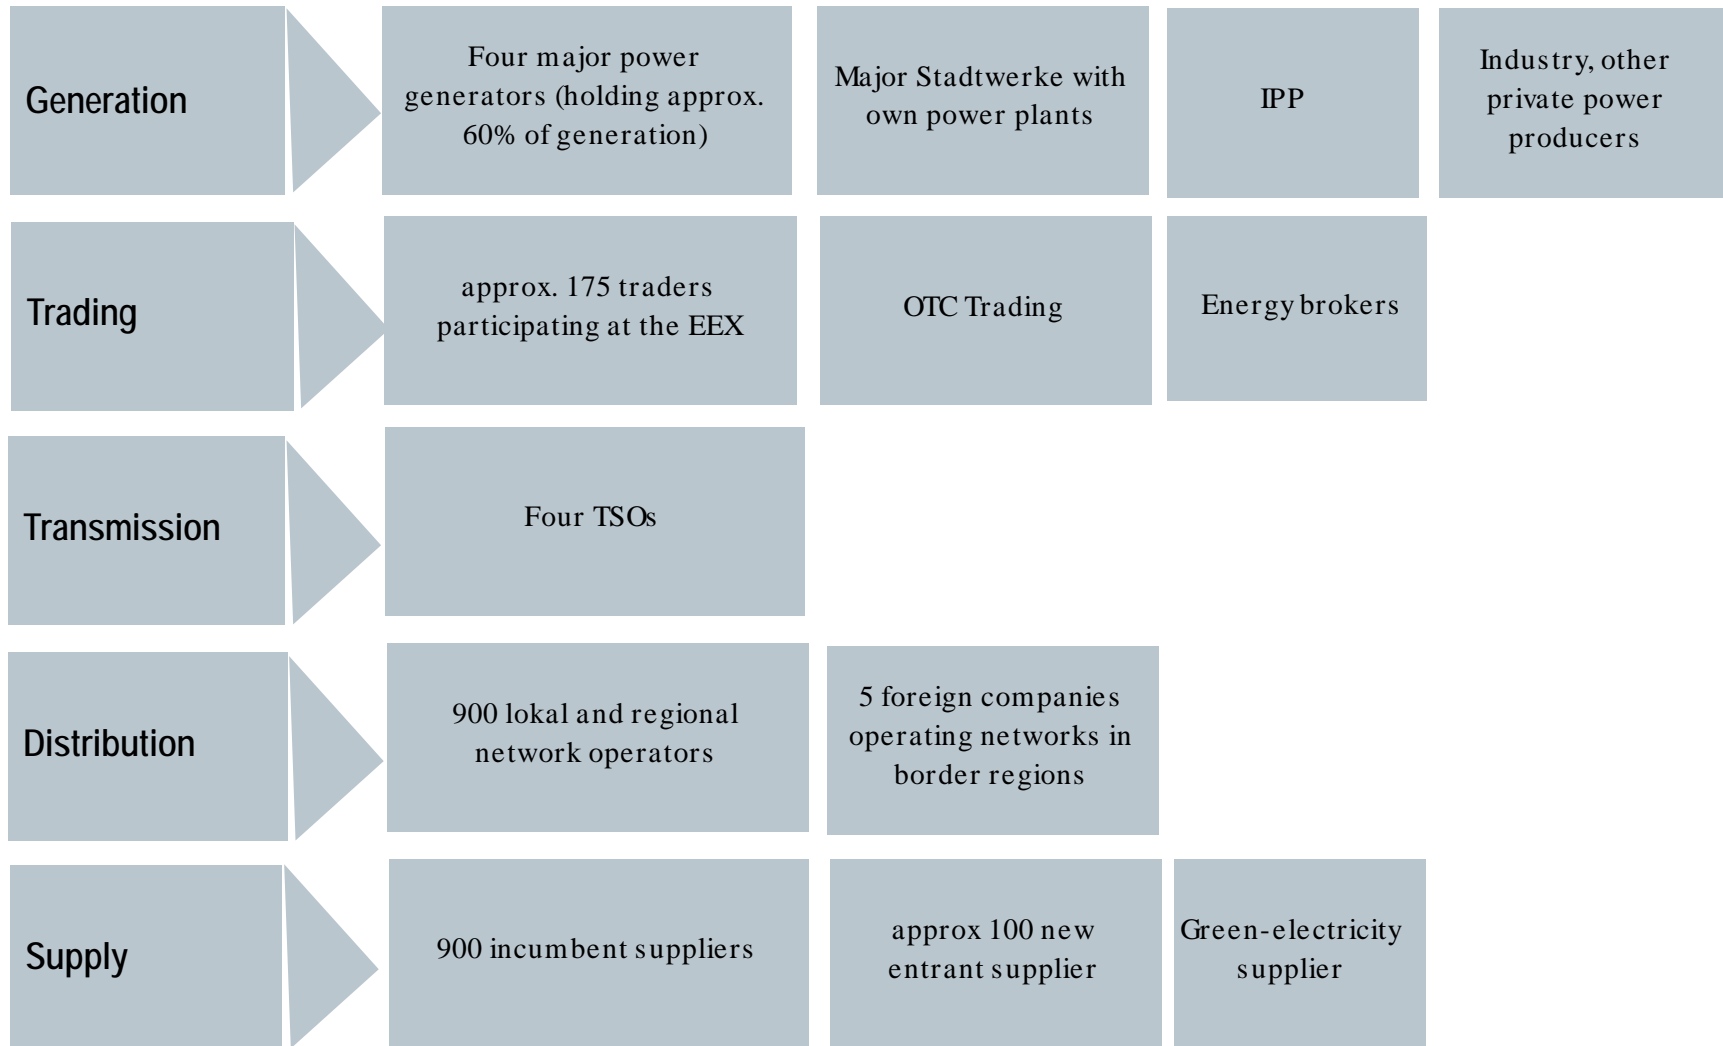 Generation
Four major power
generators (holding approx.
60% of generation)
Major Stadtwerke with
own power plants
IPP
Industry, other
private power
producers
Trading
approx. 175 traders
participating at the EEX
OTC Trading
Energy brokers
Transmission
Four TSOs
Distribution
900 lokal and regional
network operators
5 foreign companies
operating networks in
border regions
Supply
900 incumbent suppliers
approx 100 new
entrant supplier
Green-electricity
supplier